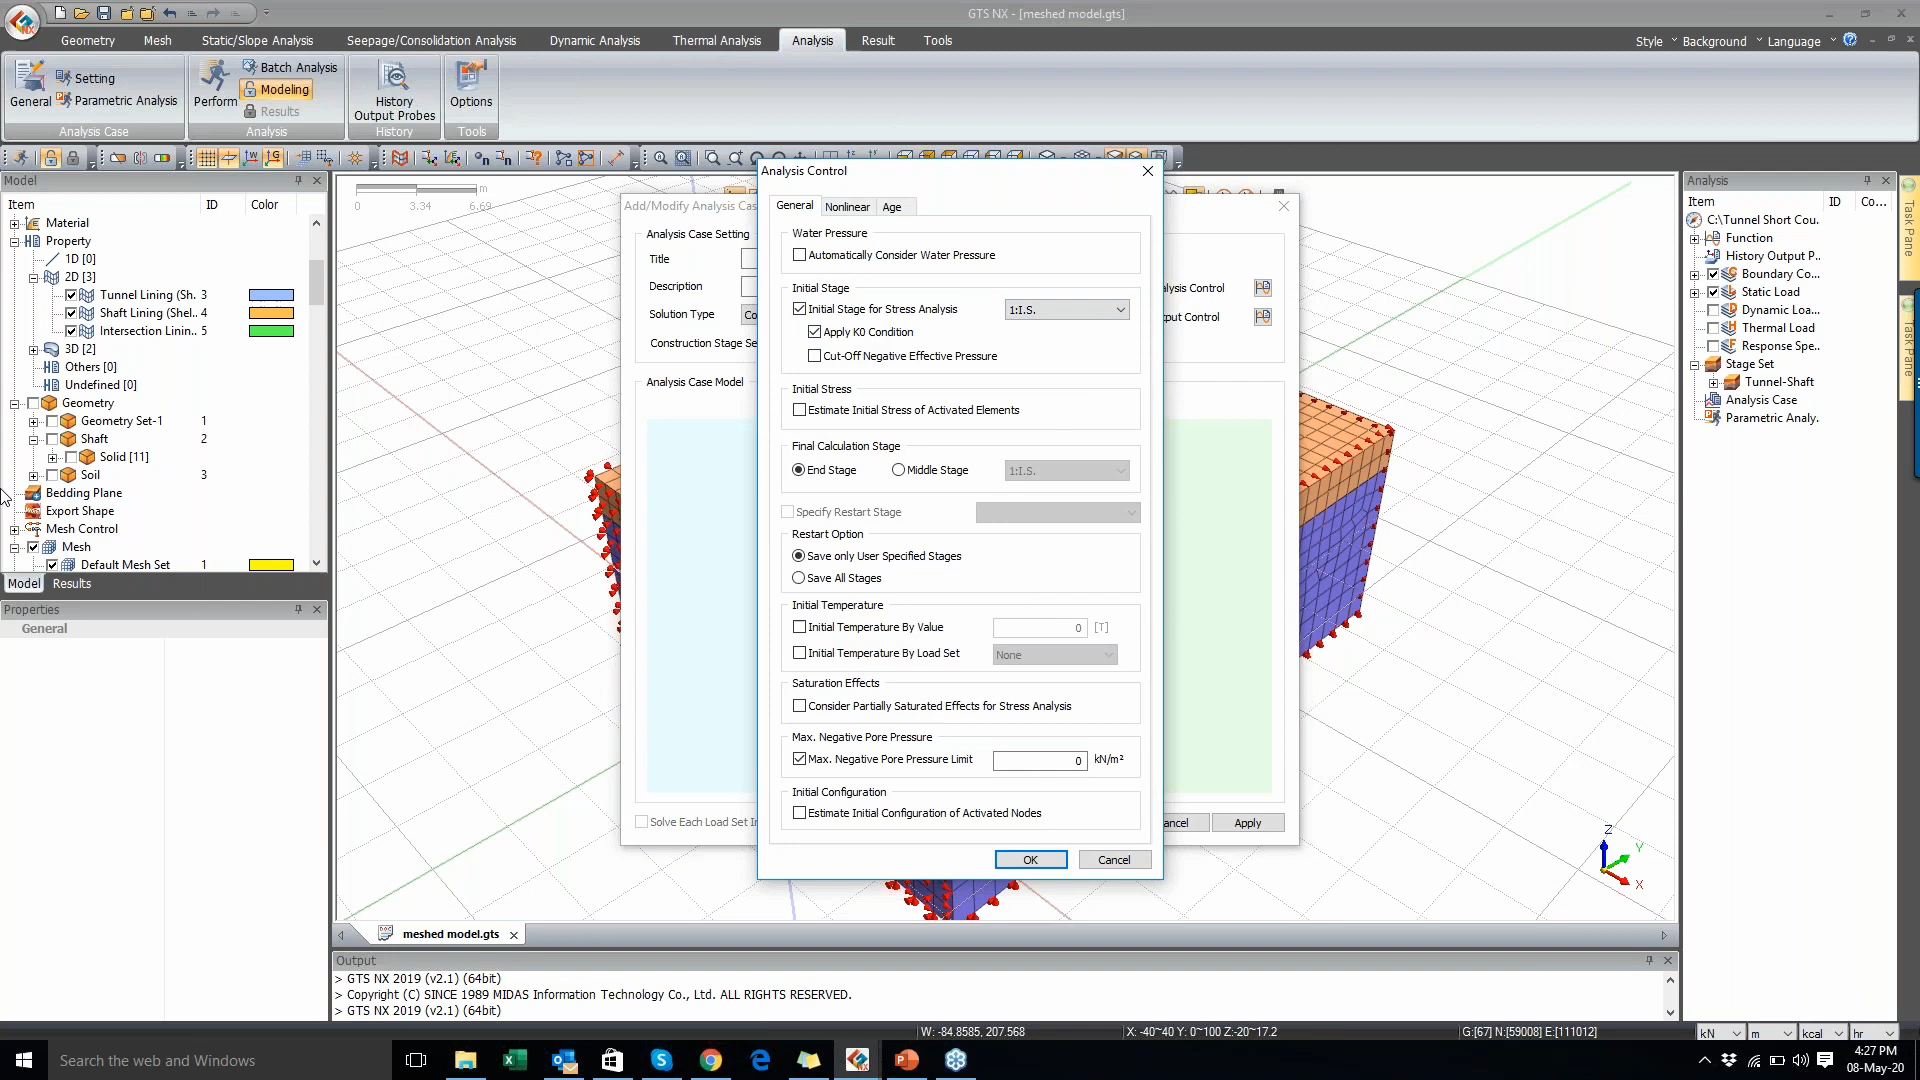 GTS NX - [meshed model.gts]
Geometry Mesh Static/Slope Analysis Seepage/Consolidation Analysis Dynamic Analysis Thermal Analysis Analysis Result Tools
Style Background Language
General
Setting
Parametric Analysis
Analysis Case
Perform
Batch Analysis
Modeling
Results
Analysis
History
Output Probes
History
Options
Tools
Model
Item ID Color
Material
Property
1D [0]
2D [3]
Tunnel Lining (Sh. 3
Shaft Lining (Shel.. 4
Intersection Linin.. 5
3D [2]
Others [0]
Undefined [0]
Geometry
Geometry Set-1 1
Shaft 2
Solid [11]
Soil 3
Bedding Plane
Export Shape
Mesh Control
Mesh
Default Mesh Set 1
Model Results
Properties
General
m
0 3.34 6.69
Add/Modify Analysis Cas
Analysis Case Setting
Title
Description
Solution Type Co
Construction Stage Se
Analysis Case Model
Solve Each Load Set In
alysis Control
put Control
ancel Apply
Analysis Control
General Nonlinear Age
Water Pressure
Automatically Consider Water Pressure
Initial Stage
Initial Stage for Stress Analysis 1:I.S.
Apply K0 Condition
Cut-Off Negative Effective Pressure
Initial Stress
Estimate Initial Stress of Activated Elements
Final Calculation Stage
End Stage Middle Stage 1:I.S.
Specify Restart Stage
Restart Option
Save only User Specified Stages
Save All Stages
Initial Temperature
Initial Temperature By Value 0 [T]
Initial Temperature By Load Set None
Saturation Effects
Consider Partially Saturated Effects for Stress Analysis
Max. Negative Pore Pressure
Max. Negative Pore Pressure Limit 0 kN/m²
Initial Configuration
Estimate Initial Configuration of Activated Nodes
OK Cancel
Z
Y
X
meshed model.gts
Output
> GTS NX 2019 (v2.1) (64bit)
> Copyright (C) SINCE 1989 MIDAS Information Technology Co., Ltd. ALL RIGHTS RESERVED.
> GTS NX 2019 (v2.1) (64bit)
Analysis
Item ID Co...
C:\Tunnel Short Cou.
Function
History Output P..
Boundary Co...
Static Load
Dynamic Loa...
Thermal Load
Response Spe..
Stage Set
Tunnel-Shaft
Analysis Case
Parametric Analy.
Task Pane
Task Pane
W: -84.8585, 207.568 X: -40~40 Y: 0~100 Z:-20~17.2 G:[67] N:[59008] E:[111012] kN m kcal hr
Search the web and Windows
4:27 PM
08-May-20